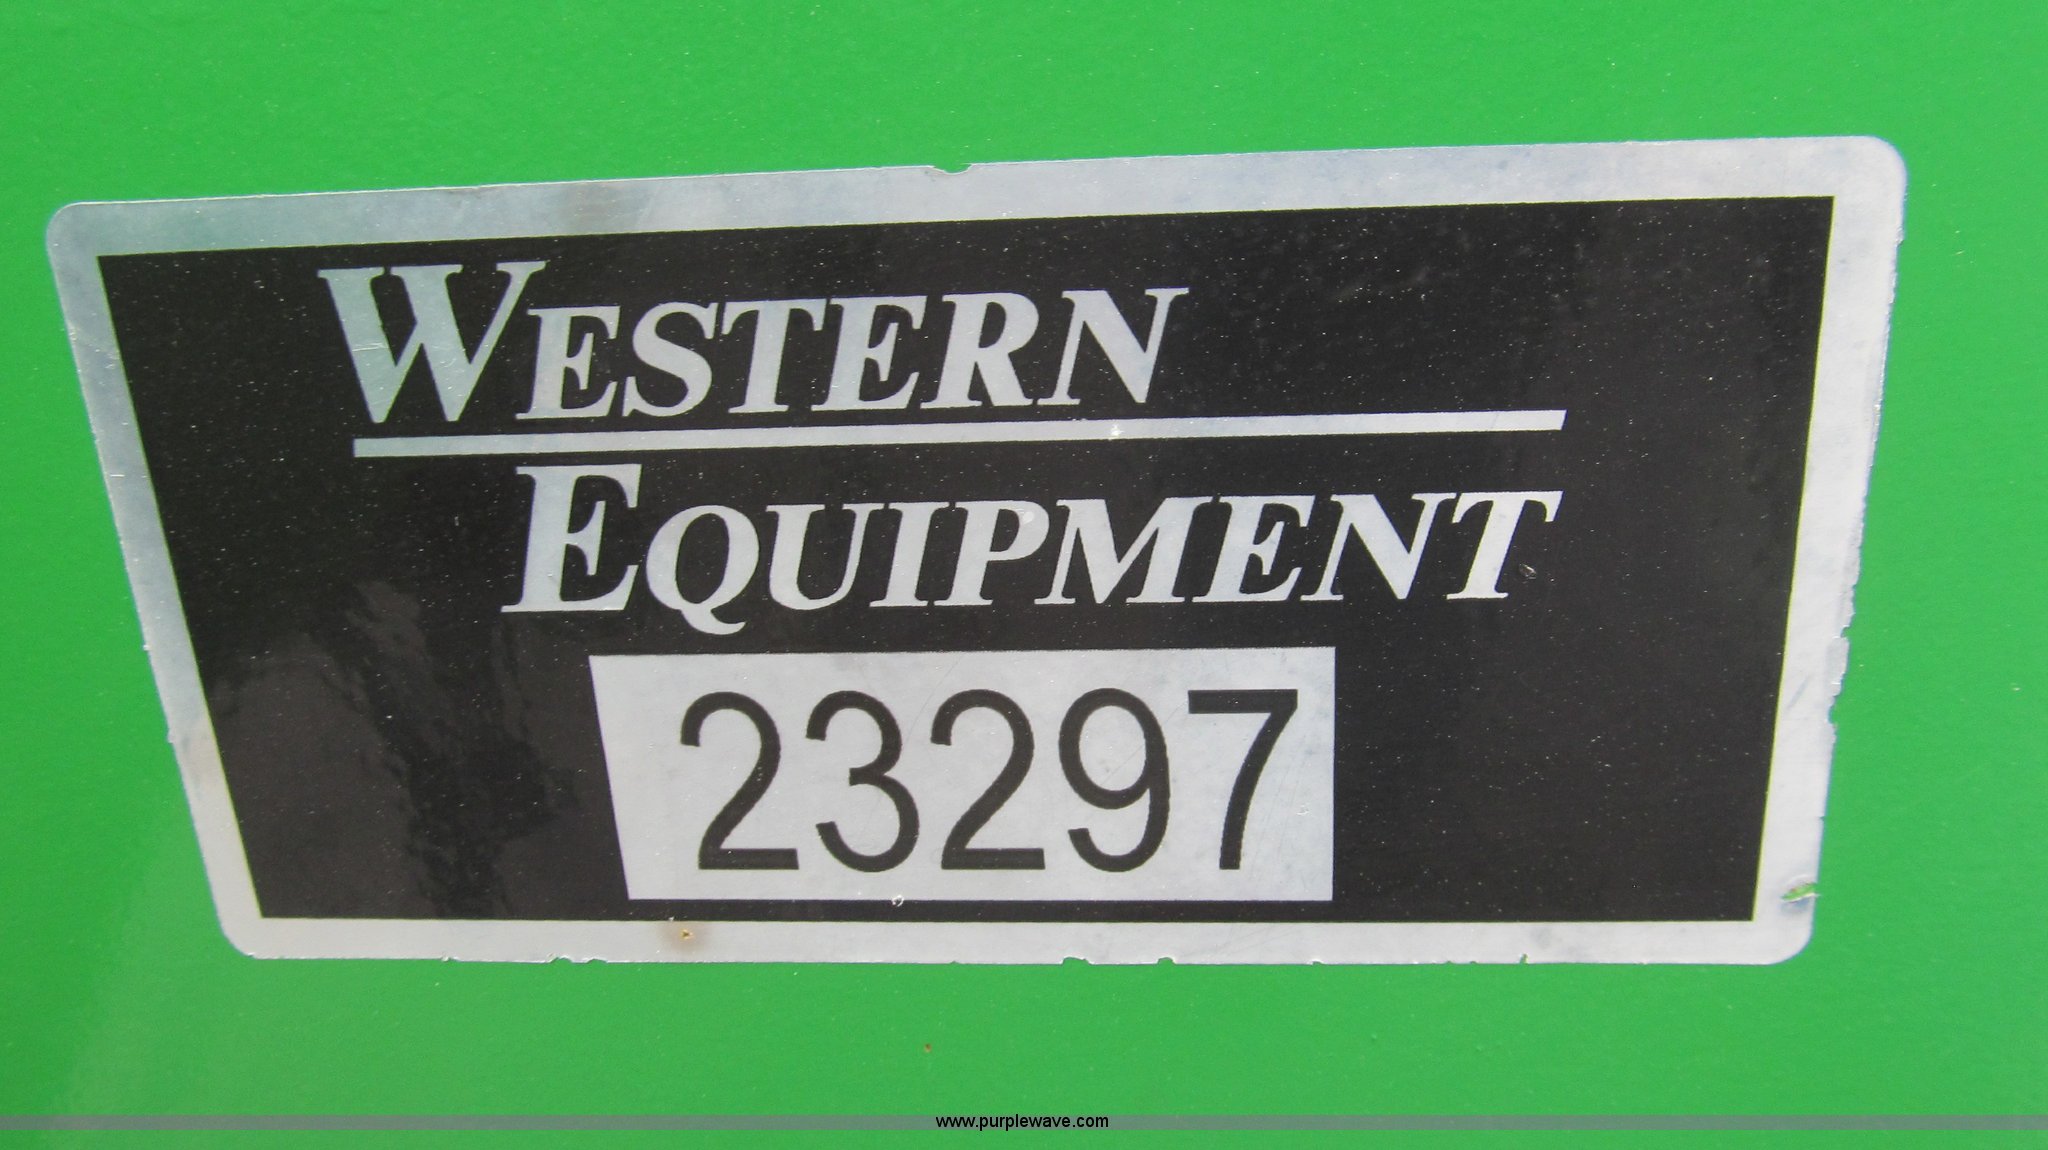 WESTERN
EQUIPMENT
23297
www.purplewave.com